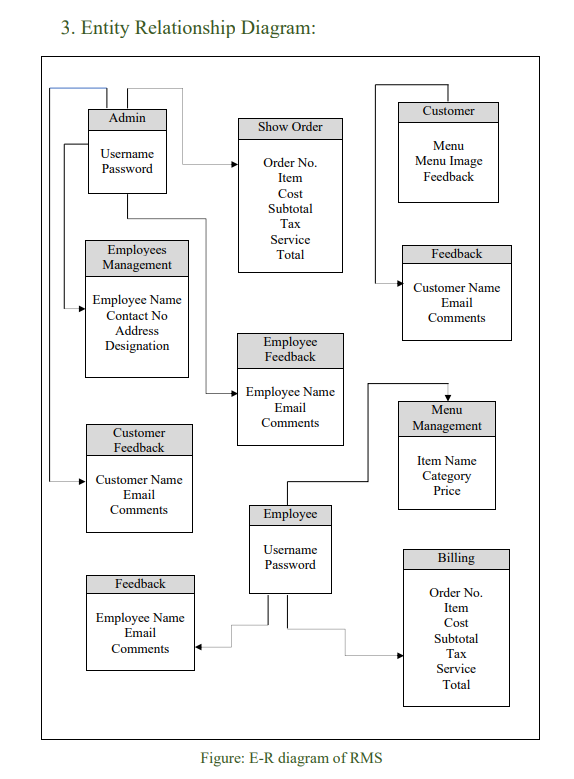 3. Entity Relationship Diagram:
Admin
Username
Password
Show Order
Order No.
Item
Cost
Subtotal
Tax
Service
Total
Customer
Menu
Menu Image
Feedback
Employees
Management
Employee Name
Contact No
Address
Designation
Feedback
Customer Name
Email
Comments
Employee
Feedback
Employee Name
Email
Comments
Menu
Management
Item Name
Category
Price
Customer
Feedback
Customer Name
Email
Comments
Employee
Username
Password
Feedback
Employee Name
Email
Comments
Billing
Order No.
Item
Cost
Subtotal
Tax
Service
Total
Figure: E-R diagram of RMS